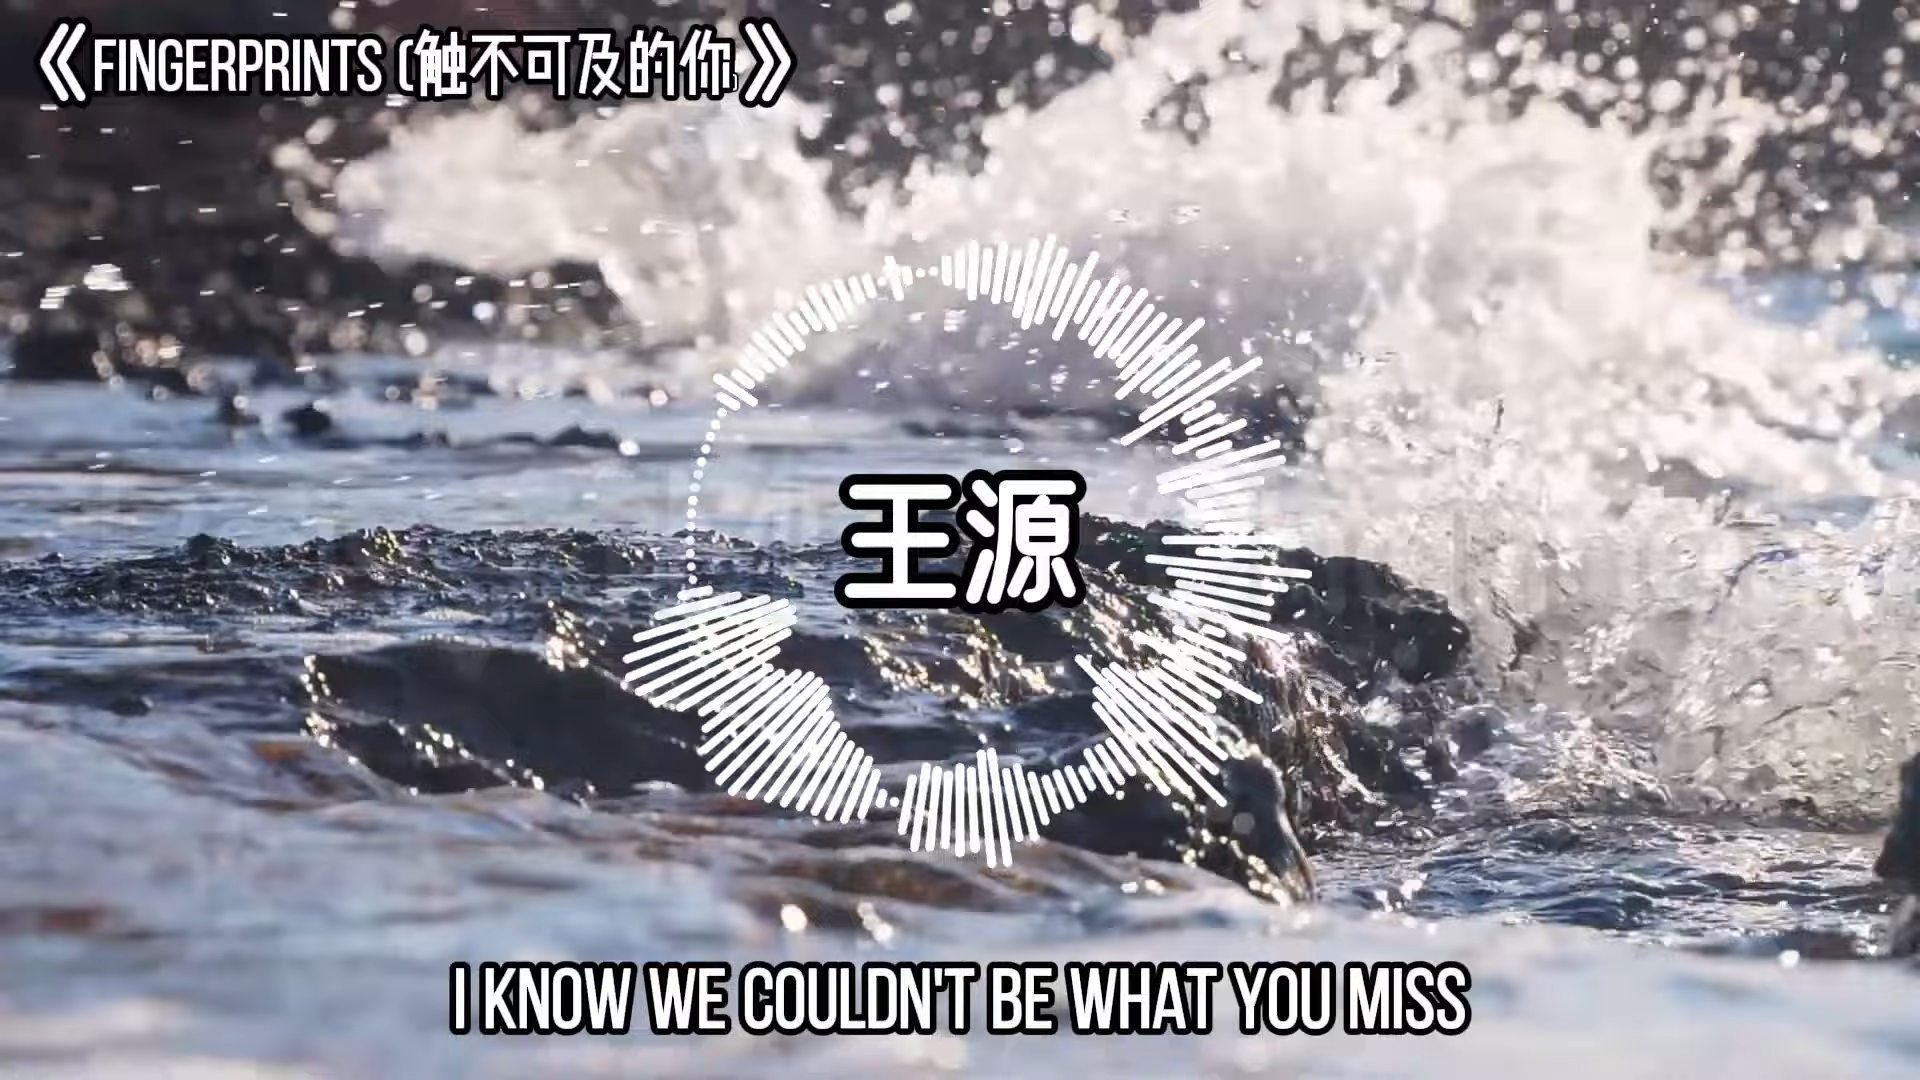 《FINGERPRINTS (触不可及的你)》
王源
I KNOW WE COULDN'T BE WHAT YOU MISS